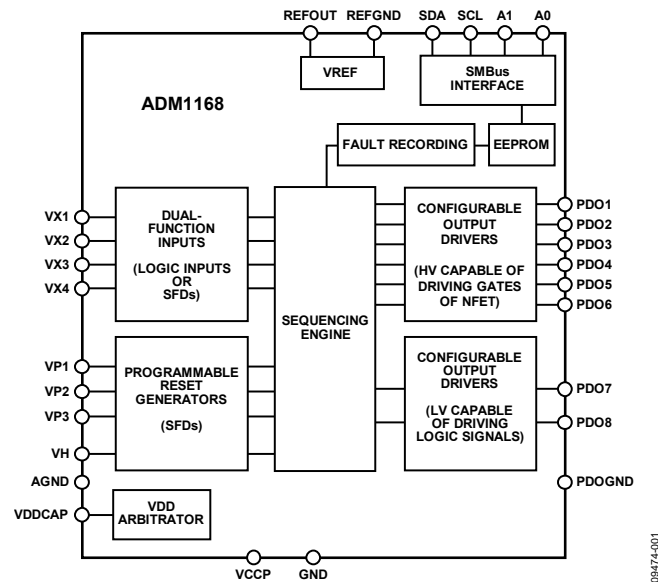 REFOUT REFGND SDA SCL A1 A0
VREF
SMBus
INTERFACE
ADM1168
FAULT RECORDING
EEPROM
VX1
VX2
VX3
VX4
DUAL-
FUNCTION
INPUTS
(LOGIC INPUTS
OR
SFDs)
SEQUENCING
ENGINE
CONFIGURABLE
OUTPUT
DRIVERS
(HV CAPABLE OF
DRIVING GATES
OF NFET)
PDO1
PDO2
PDO3
PDO4
PDO5
PDO6
VP1
VP2
VP3
VH
PROGRAMMABLE
RESET
GENERATORS
(SFDs)
CONFIGURABLE
OUTPUT
DRIVERS
(LV CAPABLE
OF DRIVING
LOGIC SIGNALS)
PDO7
PDO8
AGND
PDOGND
VDDCAP
VDD
ARBITRATOR
VCCP GND
09474-001